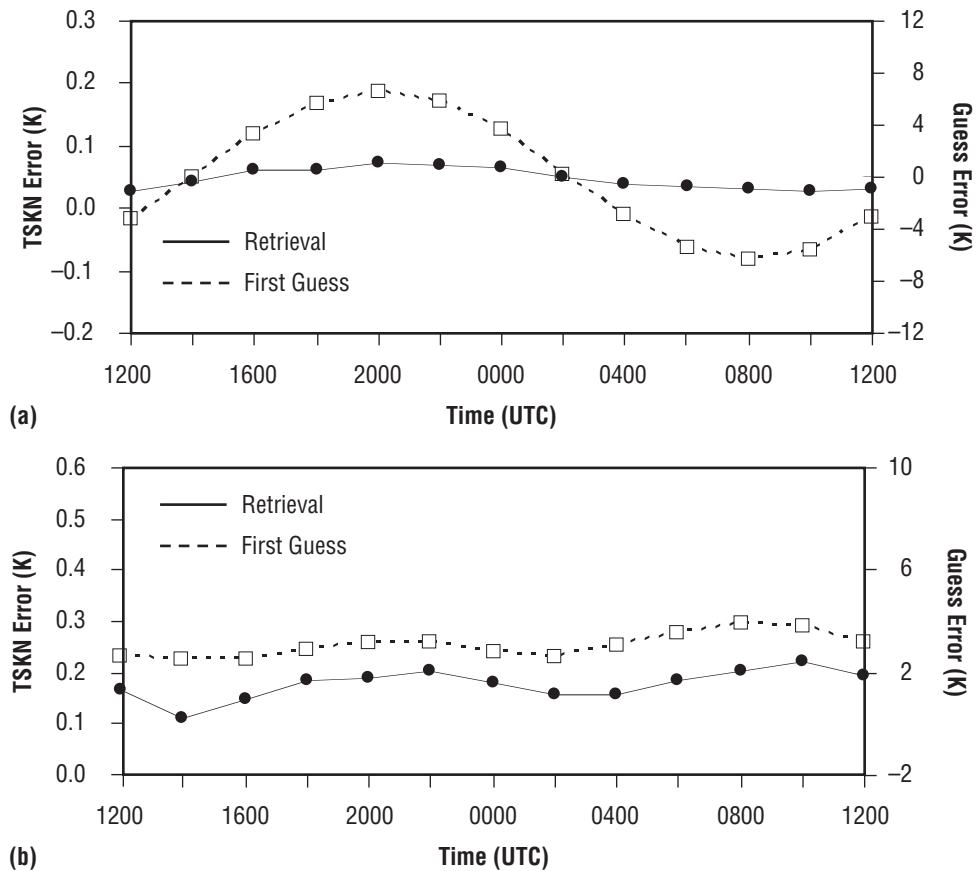 0.3
0.2
0.1
0.0
–0.1
–0.2
TSKN Error (K)
12
8
4
0
–4
–8
–12
Guess Error (K)
Retrieval
First Guess
1200 1600 2000 0000 0400 0800 1200
Time (UTC)
(a)
0.6
0.5
0.4
0.3
0.2
0.1
0.0
TSKN Error (K)
10
6
2
–2
Guess Error (K)
Retrieval
First Guess
1200 1600 2000 0000 0400 0800 1200
Time (UTC)
(b)